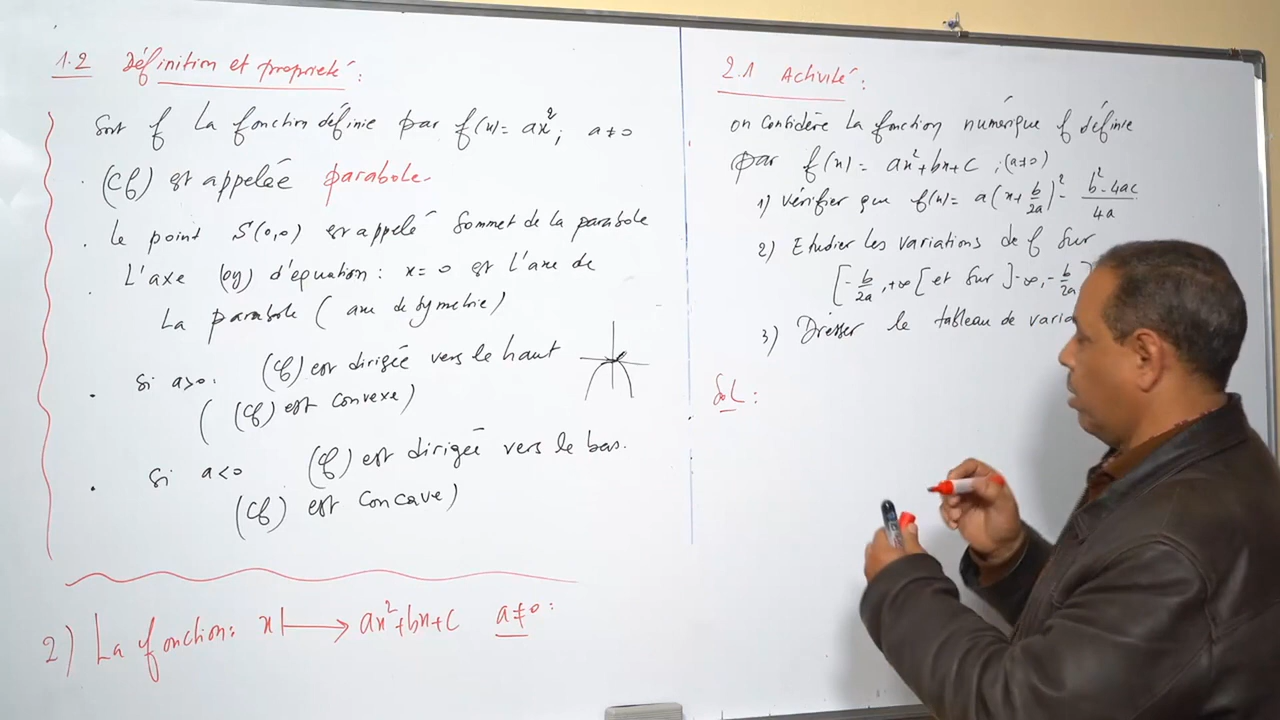 1.2 Définition et proprieté :
Soit f La fonction définie par f(x) = ax² ; a ≠ 0
(Cf) est appelée parabole.
. Le point S(0,0) est appelé Sommet de la parabole
. L'axe (oy) d'équation : x = 0 est l'axe de
La parabole ( axe de symetrie)
. Si a > 0. (Cf) est dirigée vers le haut
( (Cf) est convexe)
. Si a < 0 (Cf) est dirigée vers le bas.
(Cf) est concave)
2) La fonction : x ⟼ ax² + bx + c a ≠ 0 :
2.1 Activité :
on considère La fonction numérique f définie
par f(x) = ax² + bx + c ; (a ≠ 0)
1) Vérifier que f(x) = a(x + b/2a)² - (b² - 4ac)/4a
2) Etudier les variations de f sur
[-b/2a, +∞[ et sur ]-∞, -b/2a]
3) Dresser le tableau de varia
Sol :